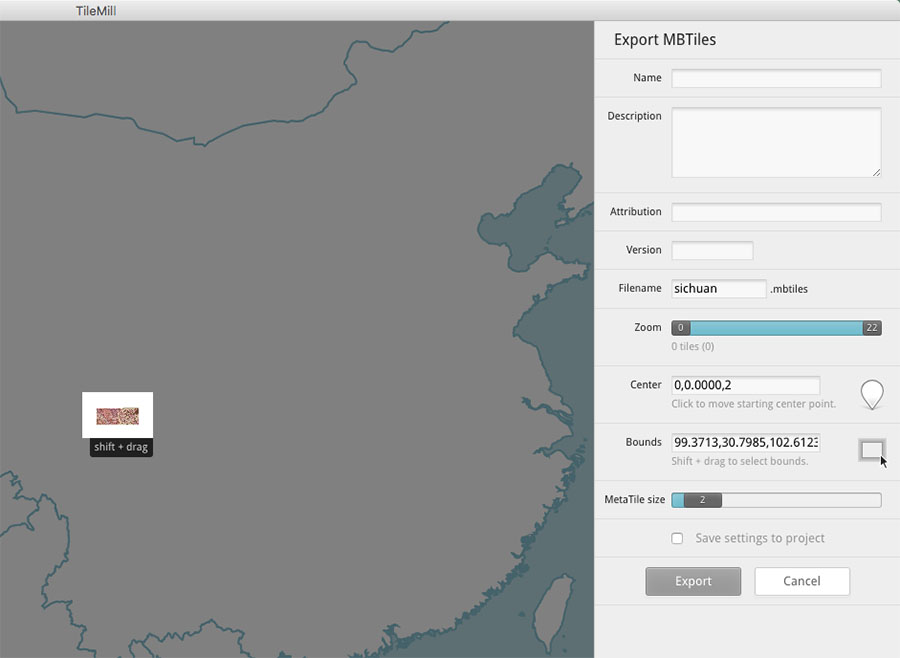 TileMill
Export MBTiles
Name
Description
Attribution
Version
Filename sichuan .mbtiles
Zoom 0 22
0 tiles (0)
Center 0,0.0000,2
Click to move starting center point.
shift + drag
Bounds 99.3713,30.7985,102.6123
Shift + drag to select bounds.
MetaTile size 2
Save settings to project
Export Cancel